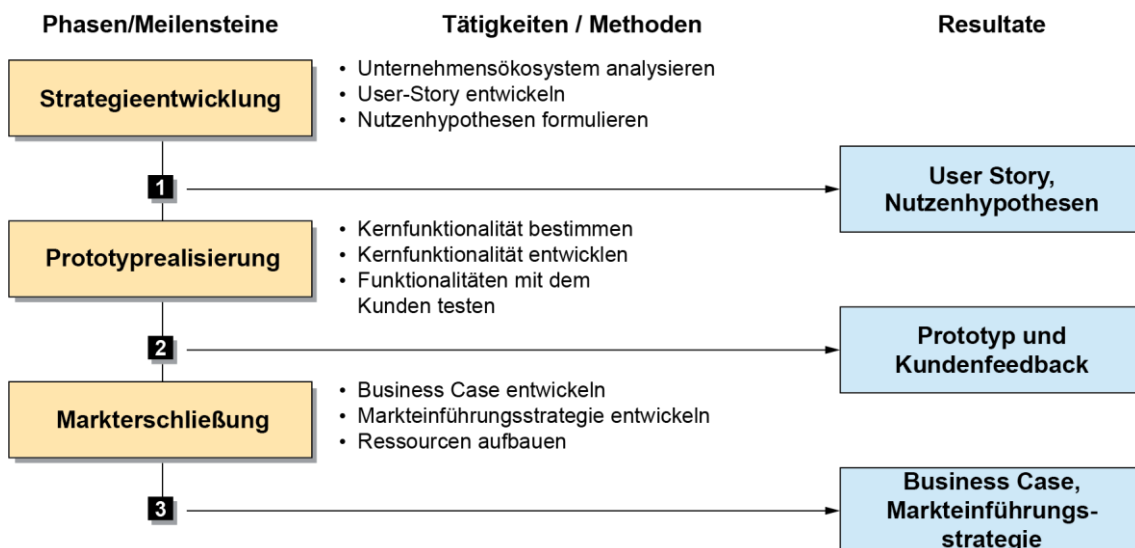 Phasen/Meilensteine
Tätigkeiten / Methoden
Resultate
Strategieentwicklung
• Unternehmensökosystem analysieren
• User-Story entwickeln
• Nutzenhypothesen formulieren
1
User Story,
Nutzenhypothesen
Prototyprealisierung
• Kernfunktionalität bestimmen
• Kernfunktionalität entwicklen
• Funktionalitäten mit dem
Kunden testen
2
Prototyp und
Kundenfeedback
Markterschließung
• Business Case entwickeln
• Markteinführungsstrategie entwickeln
• Ressourcen aufbauen
3
Business Case,
Markteinführungs-
strategie